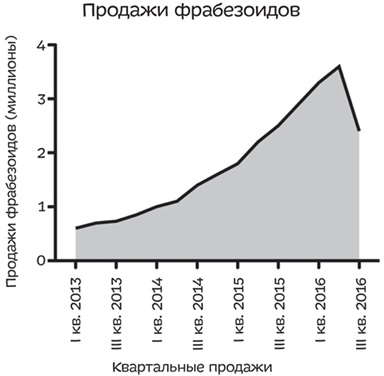 Продажи фрабезоидов
Продажи фрабезоидов (миллионы)
4
3
2
1
0
I кв. 2013
III кв. 2013
I кв. 2014
III кв. 2014
I кв. 2015
III кв. 2015
I кв. 2016
III кв. 2016
Квартальные продажи